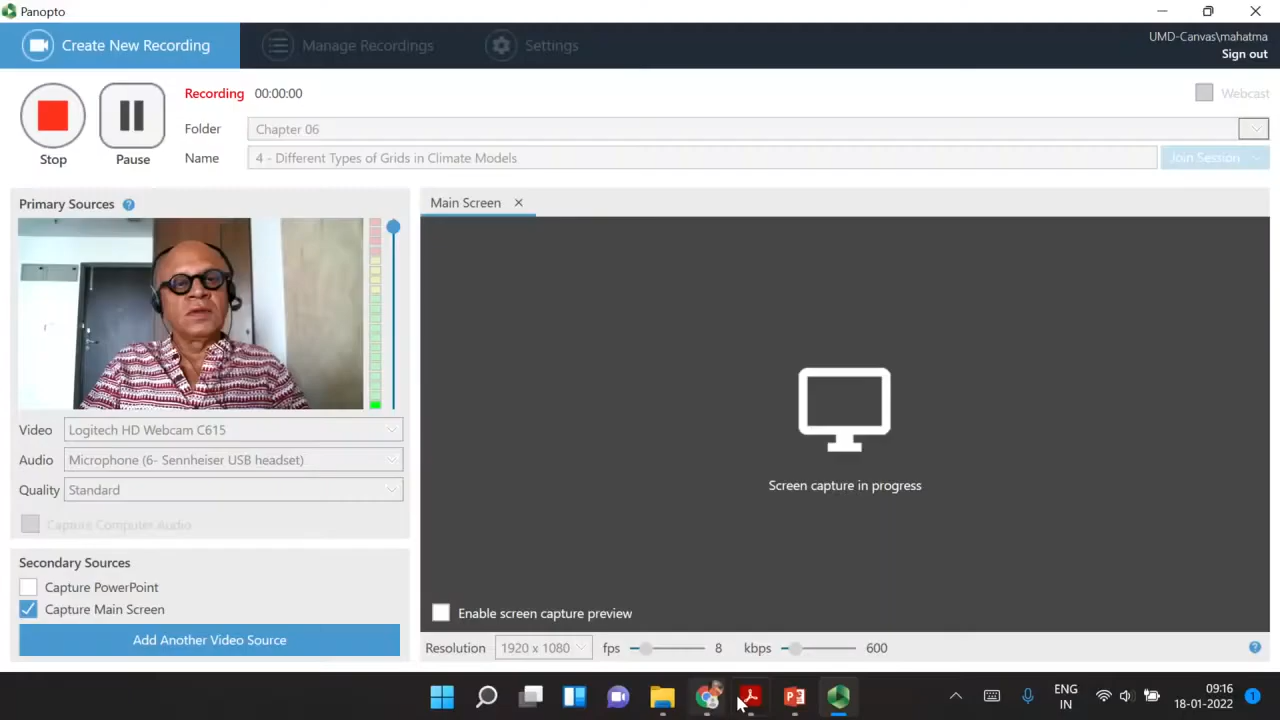 Panopto
Create New Recording
Manage Recordings
Settings
UMD-Canvas\mahatma
Sign out
Recording 00:00:00
Webcast
Folder
Chapter 06
Name
4 - Different Types of Grids in Climate Models
Join Session
Stop
Pause
Primary Sources
Main Screen
Video
Logitech HD Webcam C615
Audio
Microphone (6- Sennheiser USB headset)
Quality
Standard
Capture Computer Audio
Screen capture in progress
Secondary Sources
Capture PowerPoint
Capture Main Screen
Add Another Video Source
Enable screen capture preview
Resolution 1920 x 1080 fps 8 kbps 600
ENG
IN
09:16
18-01-2022
1